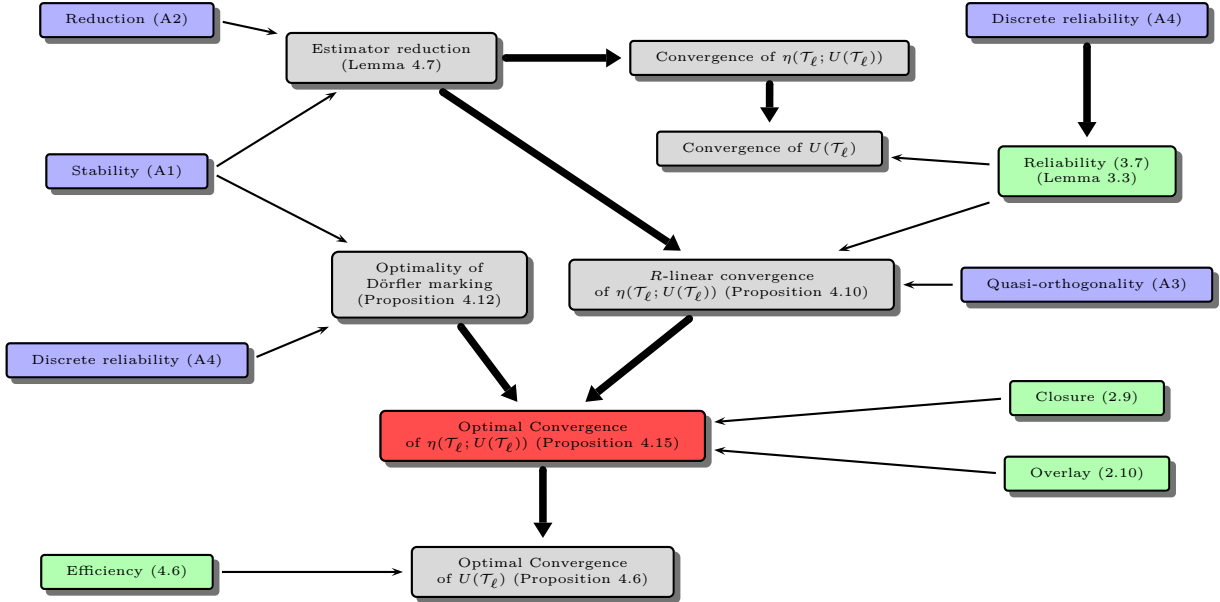 Reduction (A2)
Discrete reliability (A4)
Estimator reduction
(Lemma 4.7)
Convergence of η(𝒯ℓ; U(𝒯ℓ))
Convergence of U(𝒯ℓ)
Stability (A1)
Reliability (3.7)
(Lemma 3.3)
Optimality of
Dörfler marking
(Proposition 4.12)
R-linear convergence
of η(𝒯ℓ; U(𝒯ℓ)) (Proposition 4.10)
Quasi-orthogonality (A3)
Discrete reliability (A4)
Closure (2.9)
Optimal Convergence
of η(𝒯ℓ; U(𝒯ℓ)) (Proposition 4.15)
Overlay (2.10)
Efficiency (4.6)
Optimal Convergence
of U(𝒯ℓ) (Proposition 4.6)